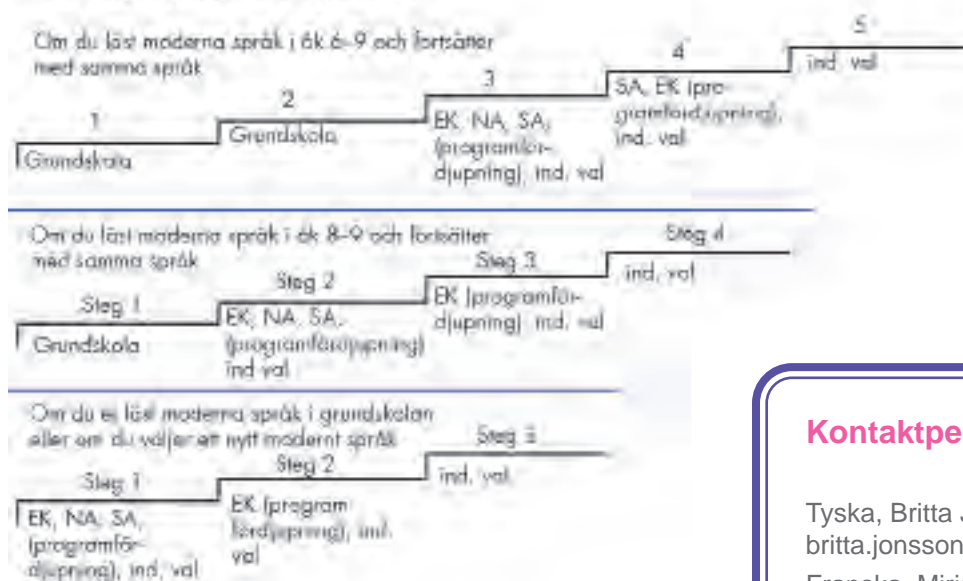 Om du läst moderna språk i åk 6–9 och fortsätter
med samma språk
1
Grundskola
2
Grundskola
3
EK, NA, SA,
(programför-
djupning), ind. val
4
SA, EK (pro-
gramfördjupning),
ind. val
5
ind. val
Om du läst moderna språk i åk 8–9 och fortsätter
med samma språk
Steg 1
Grundskola
Steg 2
EK, NA, SA,
(programfördjupning)
ind val
Steg 3
EK (programför-
djupning) ind. val
Steg 4
ind. val
Om du ej läst moderna språk i grundskolan
eller om du väljer ett nytt modernt språk
Steg 1
EK, NA, SA,
(programför-
djupning), ind, val
Steg 2
EK (program
fördjupning), ind.
val
Steg 3
ind. val
Kontaktpe
Tyska, Britta
britta.jonsson